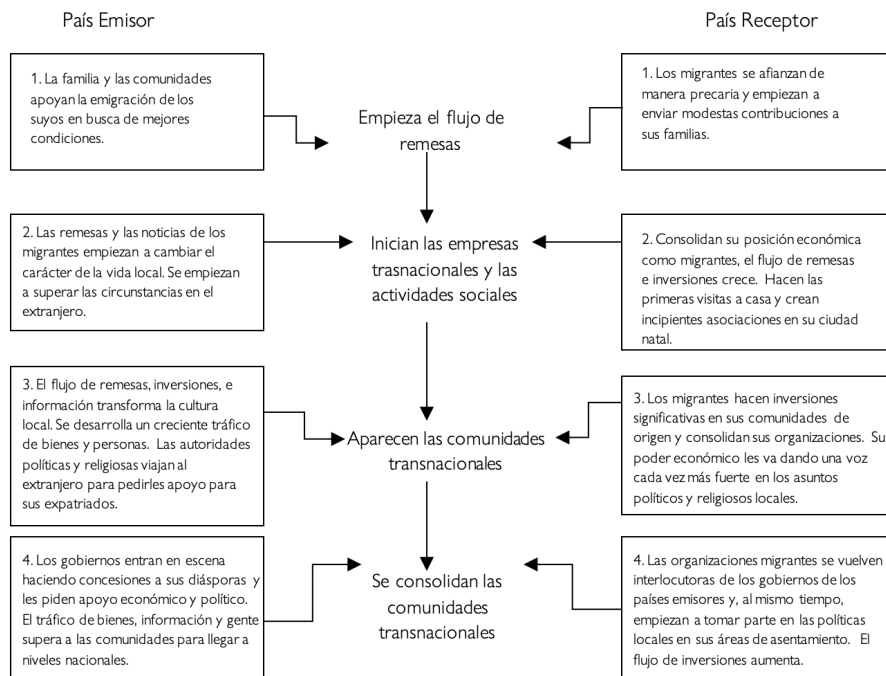 País Emisor
País Receptor
1. La familia y las comunidades
apoyan la emigración de los
suyos en busca de mejores
condiciones.
Empieza el flujo de
remesas
1. Los migrantes se afianzan de
manera precaria y empiezan a
enviar modestas contribuciones a
sus familias.
2. Las remesas y las noticias de los
migrantes empiezan a cambiar el
carácter de la vida local. Se empiezan
a superar las circunstancias en el
extranjero.
Inician las empresas
trasnacionales y las
actividades sociales
2. Consolidan su posición económica
como migrantes, el flujo de remesas
e inversiones crece. Hacen las
primeras visitas a casa y crean
incipientes asociaciones en su ciudad
natal.
3. El flujo de remesas, inversiones, e
información transforma la cultura
local. Se desarrolla un creciente tráfico
de bienes y personas. Las autoridades
políticas y religiosas viajan al
extranjero para pedirles apoyo para
sus expatriados.
Aparecen las comunidades
transnacionales
3. Los migrantes hacen inversiones
significativas en sus comunidades de
origen y consolidan sus organizaciones. Su
poder económico les va dando una voz
cada vez más fuerte en los asuntos
políticos y religiosos locales.
4. Los gobiernos entran en escena
haciendo concesiones a sus diásporas y
les piden apoyo económico y político.
El tráfico de bienes, información y gente
supera a las comunidades para llegar a
niveles nacionales.
Se consolidan las
comunidades
transnacionales
4. Las organizaciones migrantes se vuelven
interlocutoras de los gobiernos de los
países emisores y, al mismo tiempo,
empiezan a tomar parte en las políticas
locales en sus áreas de asentamiento. El
flujo de inversiones aumenta.